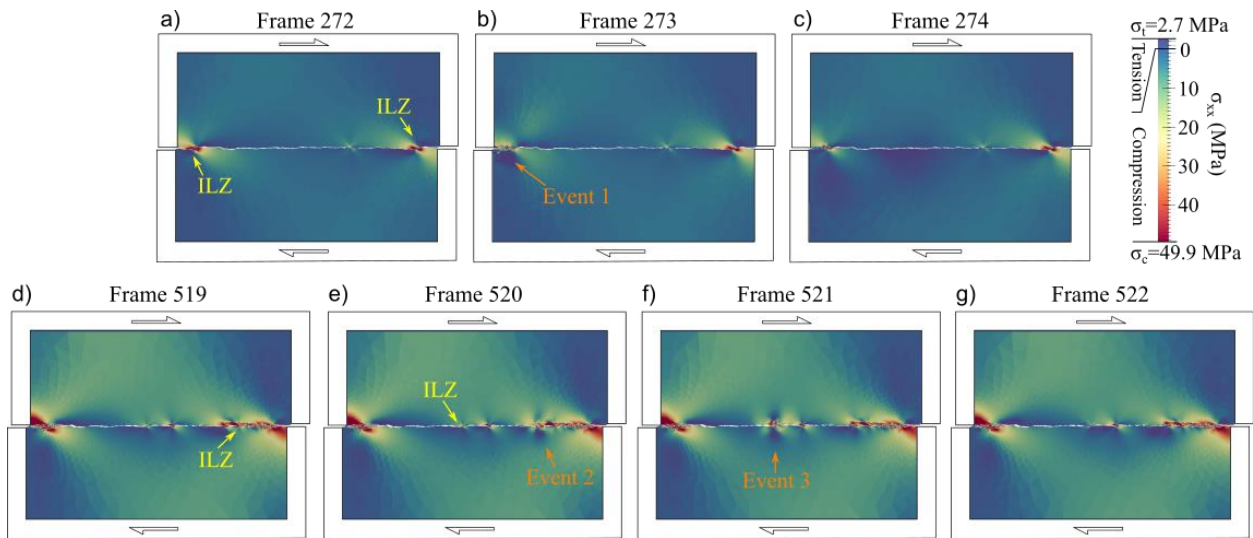 a) Frame 272
b) Frame 273
c) Frame 274
σt=2.7 MPa
ILZ
ILZ
Event 1
Tension
Compression
0
10
20
30
40
σxx (MPa)
σc=49.9 MPa
d) Frame 519
e) Frame 520
f) Frame 521
g) Frame 522
ILZ
ILZ
Event 2
Event 3